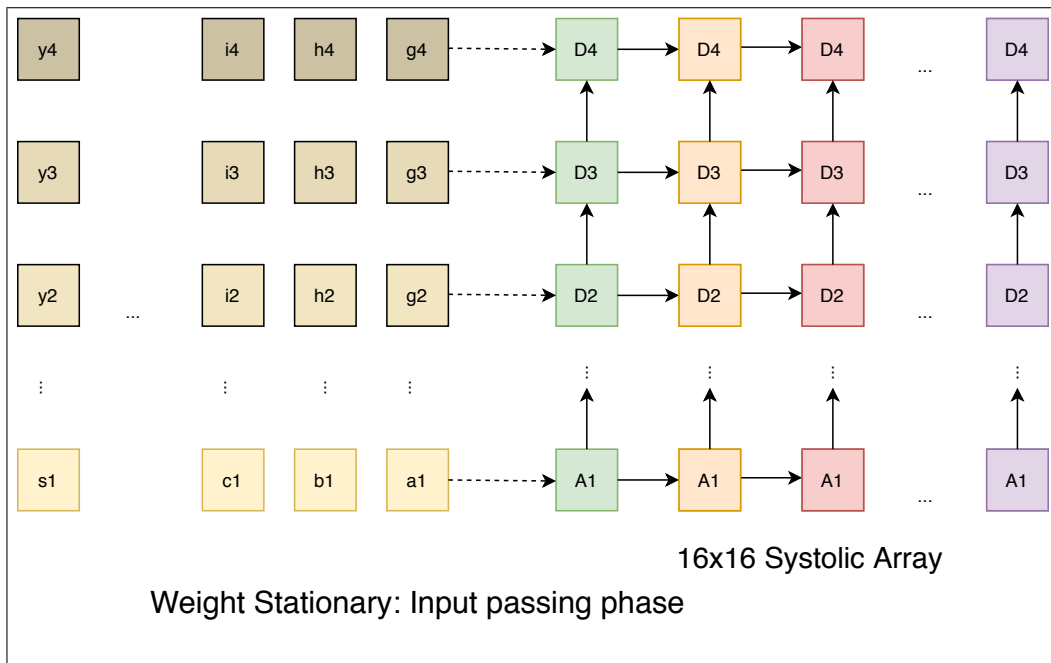 y4 i4 h4 g4 D4 D4 D4 ... D4
y3 i3 h3 g3 D3 D3 D3 ... D3
y2 ... i2 h2 g2 D2 D2 D2 ... D2
... ... ... ... ... ... ... ...
s1 c1 b1 a1 A1 A1 A1 ... A1
16x16 Systolic Array
Weight Stationary: Input passing phase